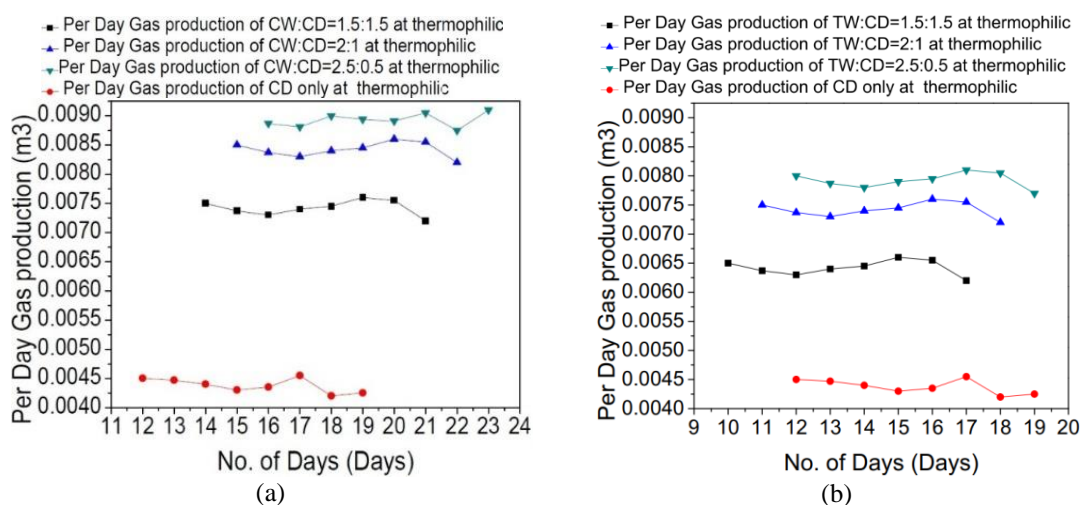 Per Day Gas production of CW:CD=1.5:1.5 at thermophilic
Per Day Gas production of CW:CD=2:1 at thermophilic
Per Day Gas production of CW:CD=2.5:0.5 at thermophilic
Per Day Gas production of CD only at thermophilic
Per Day Gas production (m3)
0.0090
0.0085
0.0080
0.0075
0.0070
0.0065
0.0060
0.0055
0.0050
0.0045
0.0040
11 12 13 14 15 16 17 18 19 20 21 22 23 24
No. of Days (Days)
(a)
Per Day Gas production of TW:CD=1.5:1.5 at thermophilic
Per Day Gas production of TW:CD=2:1 at thermophilic
Per Day Gas production of TW:CD=2.5:0.5 at thermophilic
Per Day Gas production of CD only at thermophilic
Per Day Gas production (m3)
0.0090
0.0085
0.0080
0.0075
0.0070
0.0065
0.0060
0.0055
0.0050
0.0045
0.0040
9 10 11 12 13 14 15 16 17 18 19 20
No. of Days (Days)
(b)